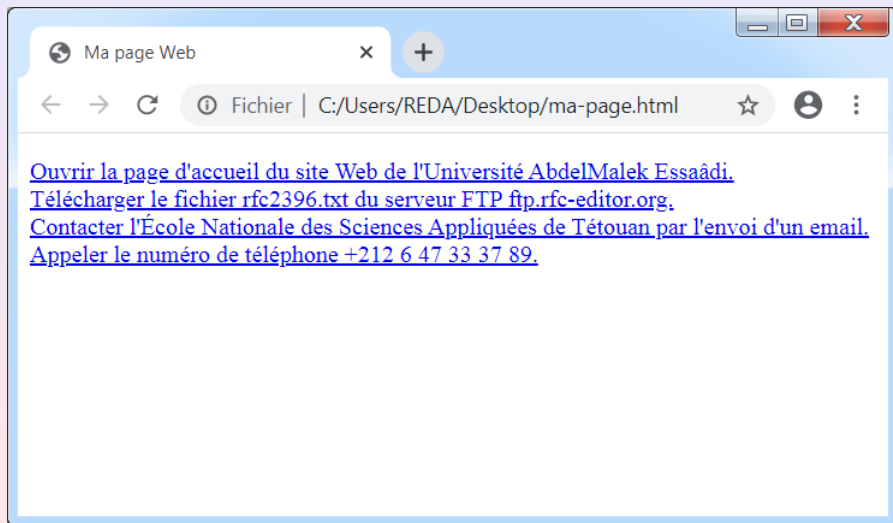 Ma page Web
Fichier | C:/Users/REDA/Desktop/ma-page.html
Ouvrir la page d'accueil du site Web de l'Université AbdelMalek Essaâdi.
Télécharger le fichier rfc2396.txt du serveur FTP ftp.rfc-editor.org.
Contacter l'École Nationale des Sciences Appliquées de Tétouan par l'envoi d'un email.
Appeler le numéro de téléphone +212 6 47 33 37 89.